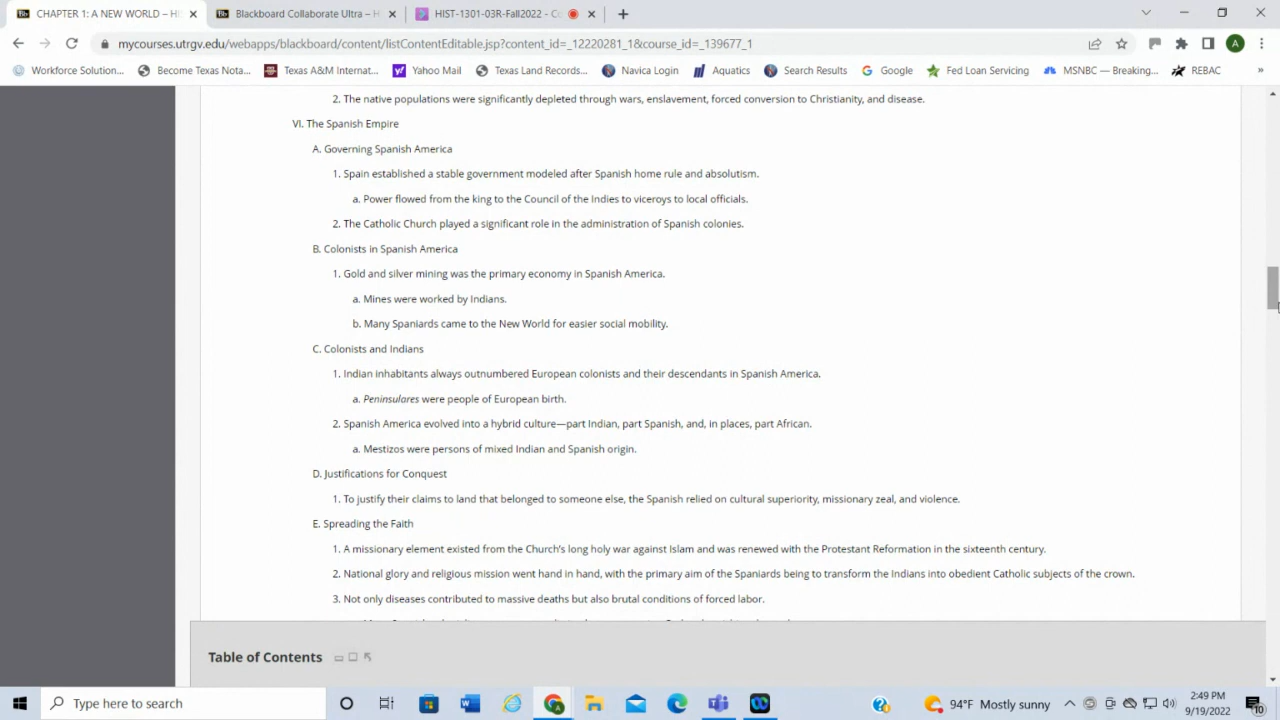 CHAPTER 1: A NEW WORLD – H
Blackboard Collaborate Ultra – H
HIST-1301-03R-Fall2022 - C
mycourses.utrgv.edu/webapps/blackboard/content/listContentEditable.jsp?content_id=_12220281_1&course_id=_139677_1
A
Workforce Solution...
Become Texas Nota...
Texas A&M Internat...
Yahoo Mail
Texas Land Records...
Navica Login
Aquatics
Search Results
Google
Fed Loan Servicing
MSNBC — Breaking...
REBAC
»
2. The native populations were significantly depleted through wars, enslavement, forced conversion to Christianity, and disease.
VI. The Spanish Empire
A. Governing Spanish America
1. Spain established a stable government modeled after Spanish home rule and absolutism.
a. Power flowed from the king to the Council of the Indies to viceroys to local officials.
2. The Catholic Church played a significant role in the administration of Spanish colonies.
B. Colonists in Spanish America
1. Gold and silver mining was the primary economy in Spanish America.
a. Mines were worked by Indians.
b. Many Spaniards came to the New World for easier social mobility.
C. Colonists and Indians
1. Indian inhabitants always outnumbered European colonists and their descendants in Spanish America.
a. Peninsulares were people of European birth.
2. Spanish America evolved into a hybrid culture—part Indian, part Spanish, and, in places, part African.
a. Mestizos were persons of mixed Indian and Spanish origin.
D. Justifications for Conquest
1. To justify their claims to land that belonged to someone else, the Spanish relied on cultural superiority, missionary zeal, and violence.
E. Spreading the Faith
1. A missionary element existed from the Church's long holy war against Islam and was renewed with the Protestant Reformation in the sixteenth century.
2. National glory and religious mission went hand in hand, with the primary aim of the Spaniards being to transform the Indians into obedient Catholic subjects of the crown.
3. Not only diseases contributed to massive deaths but also brutal conditions of forced labor.
Table of Contents
Type here to search
94°F Mostly sunny
2:49 PM
9/19/2022
10